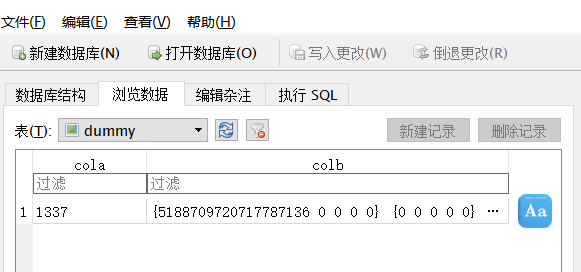 文件(F) 编辑(E) 查看(V) 帮助(H)
新建数据库(N) 打开数据库(O) 写入更改(W) 倒退更改(R)
数据库结构 浏览数据 编辑杂注 执行 SQL
表(T): dummy 新建记录 删除记录
cola colb
过滤 过滤
1 1337 {5188709720717787136 0 0 0 0} {0 0 0 0 0} …
Aa